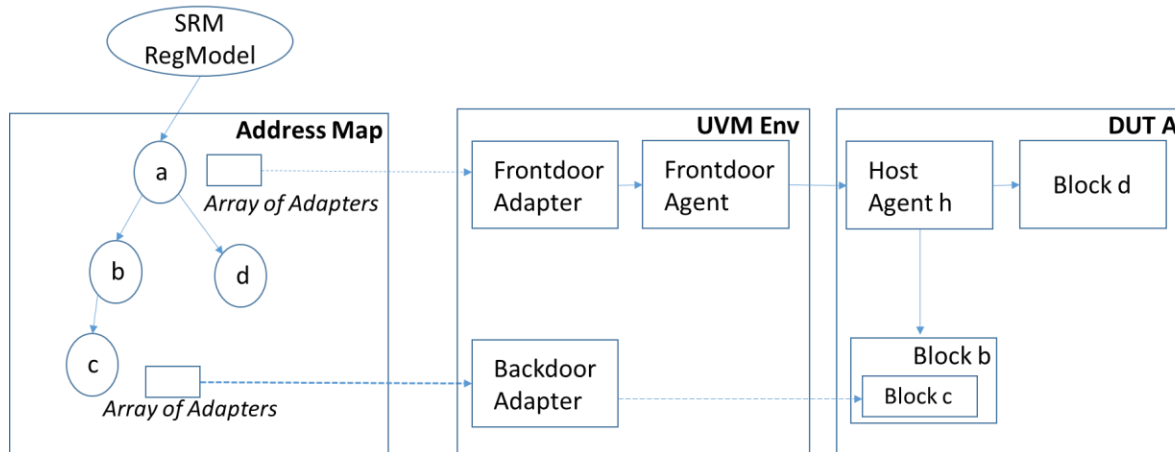 SRM
RegModel
Address Map
UVM Env
DUT A
a
Array of Adapters
b
d
c
Array of Adapters
Frontdoor
Adapter
Frontdoor
Agent
Backdoor
Adapter
Host
Agent h
Block d
Block b
Block c